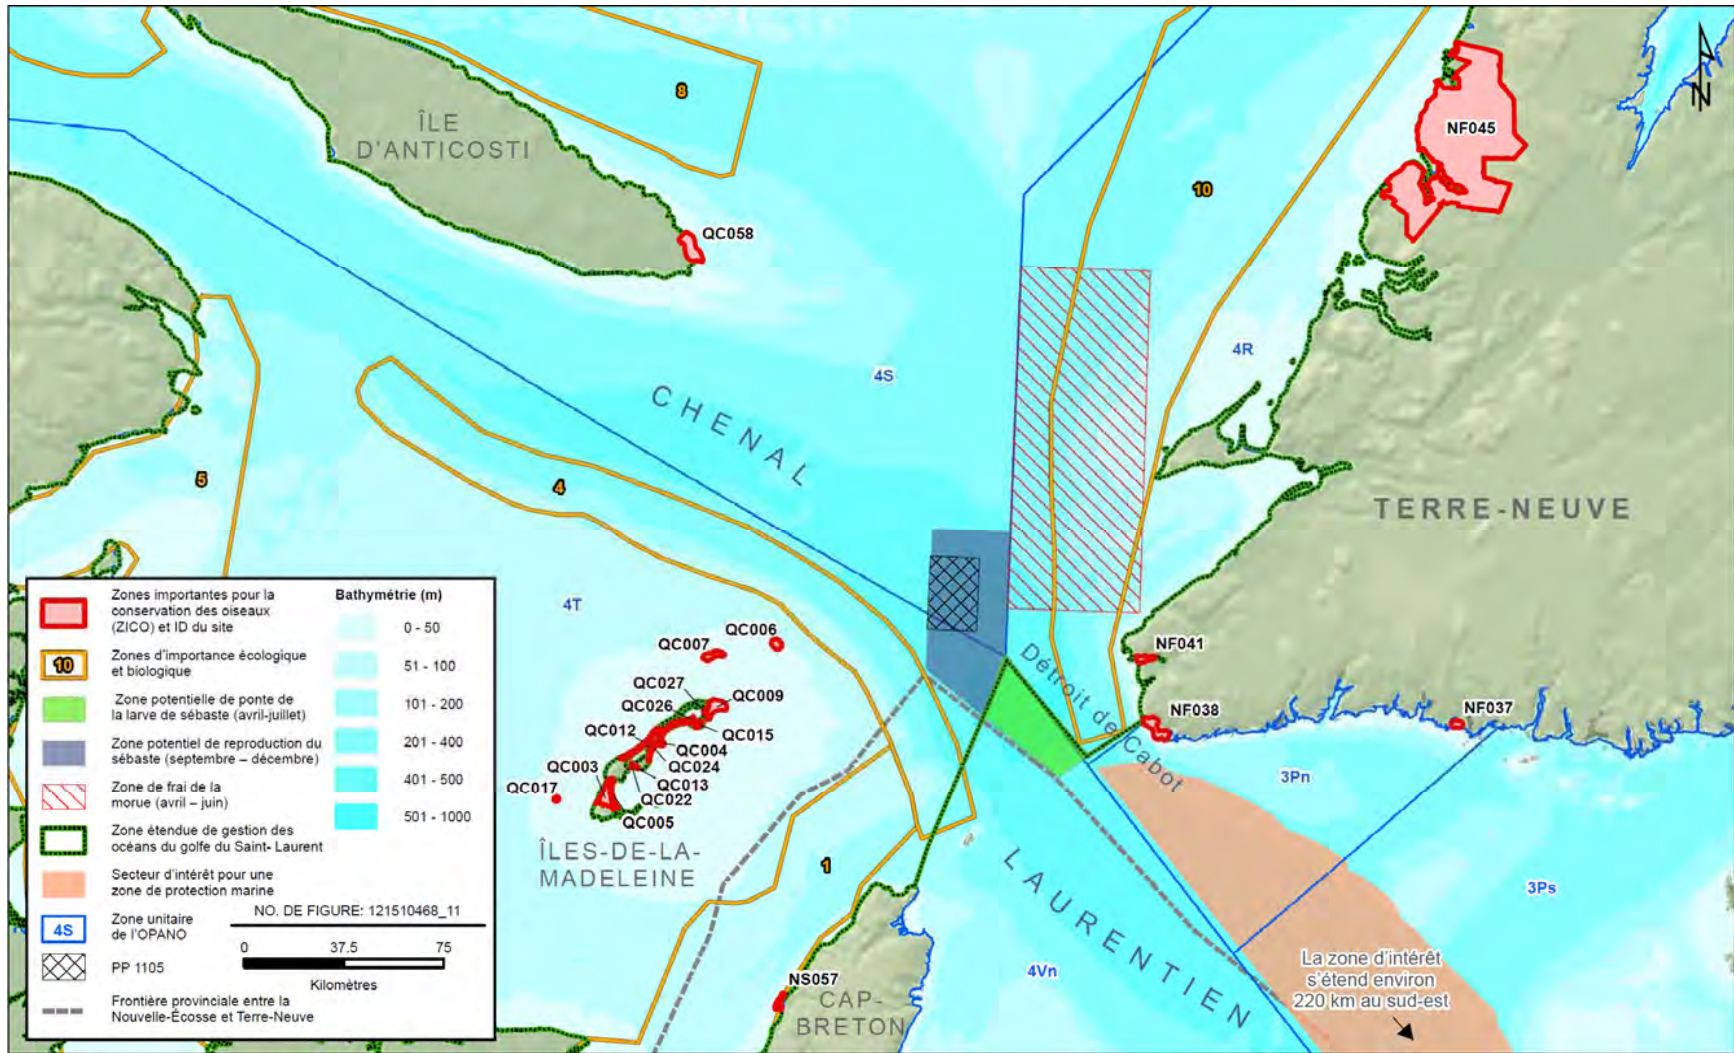 8
ÎLE
D'ANTICOSTI
N
NF045
10
QC058
4R
4S
CHENAL
5
4
TERRE-NEUVE
4T
QC006
QC007
NF041
Détroit de Cabot
QC027
QC009
QC026
NF038
NF037
QC012
QC015
QC004
QC003
QC024
QC017
QC013
QC022
3Pn
QC005
ÎLES-DE-LA-
MADELEINE
1
3Ps
LAURENTIEN
4Vn
NS057
CAP-
BRETON
La zone d'intérêt
s'étend environ
220 km au sud-est
Zones importantes pour la
conservation des oiseaux
(ZICO) et ID du site
10
Zones d'importance écologique
et biologique
Zone potentielle de ponte de
la larve de sébaste (avril-juillet)
Zone potentiel de reproduction du
sébaste (septembre – décembre)
Zone de frai de la
morue (avril – juin)
Zone étendue de gestion des
océans du golfe du Saint- Laurent
Secteur d'intérêt pour une
zone de protection marine
4S
Zone unitaire
de l'OPANO
PP 1105
Frontière provinciale entre la
Nouvelle-Écosse et Terre-Neuve
Bathymétrie (m)
0 - 50
51 - 100
101 - 200
201 - 400
401 - 500
501 - 1000
NO. DE FIGURE: 121510468_11
0 37.5 75
Kilomètres